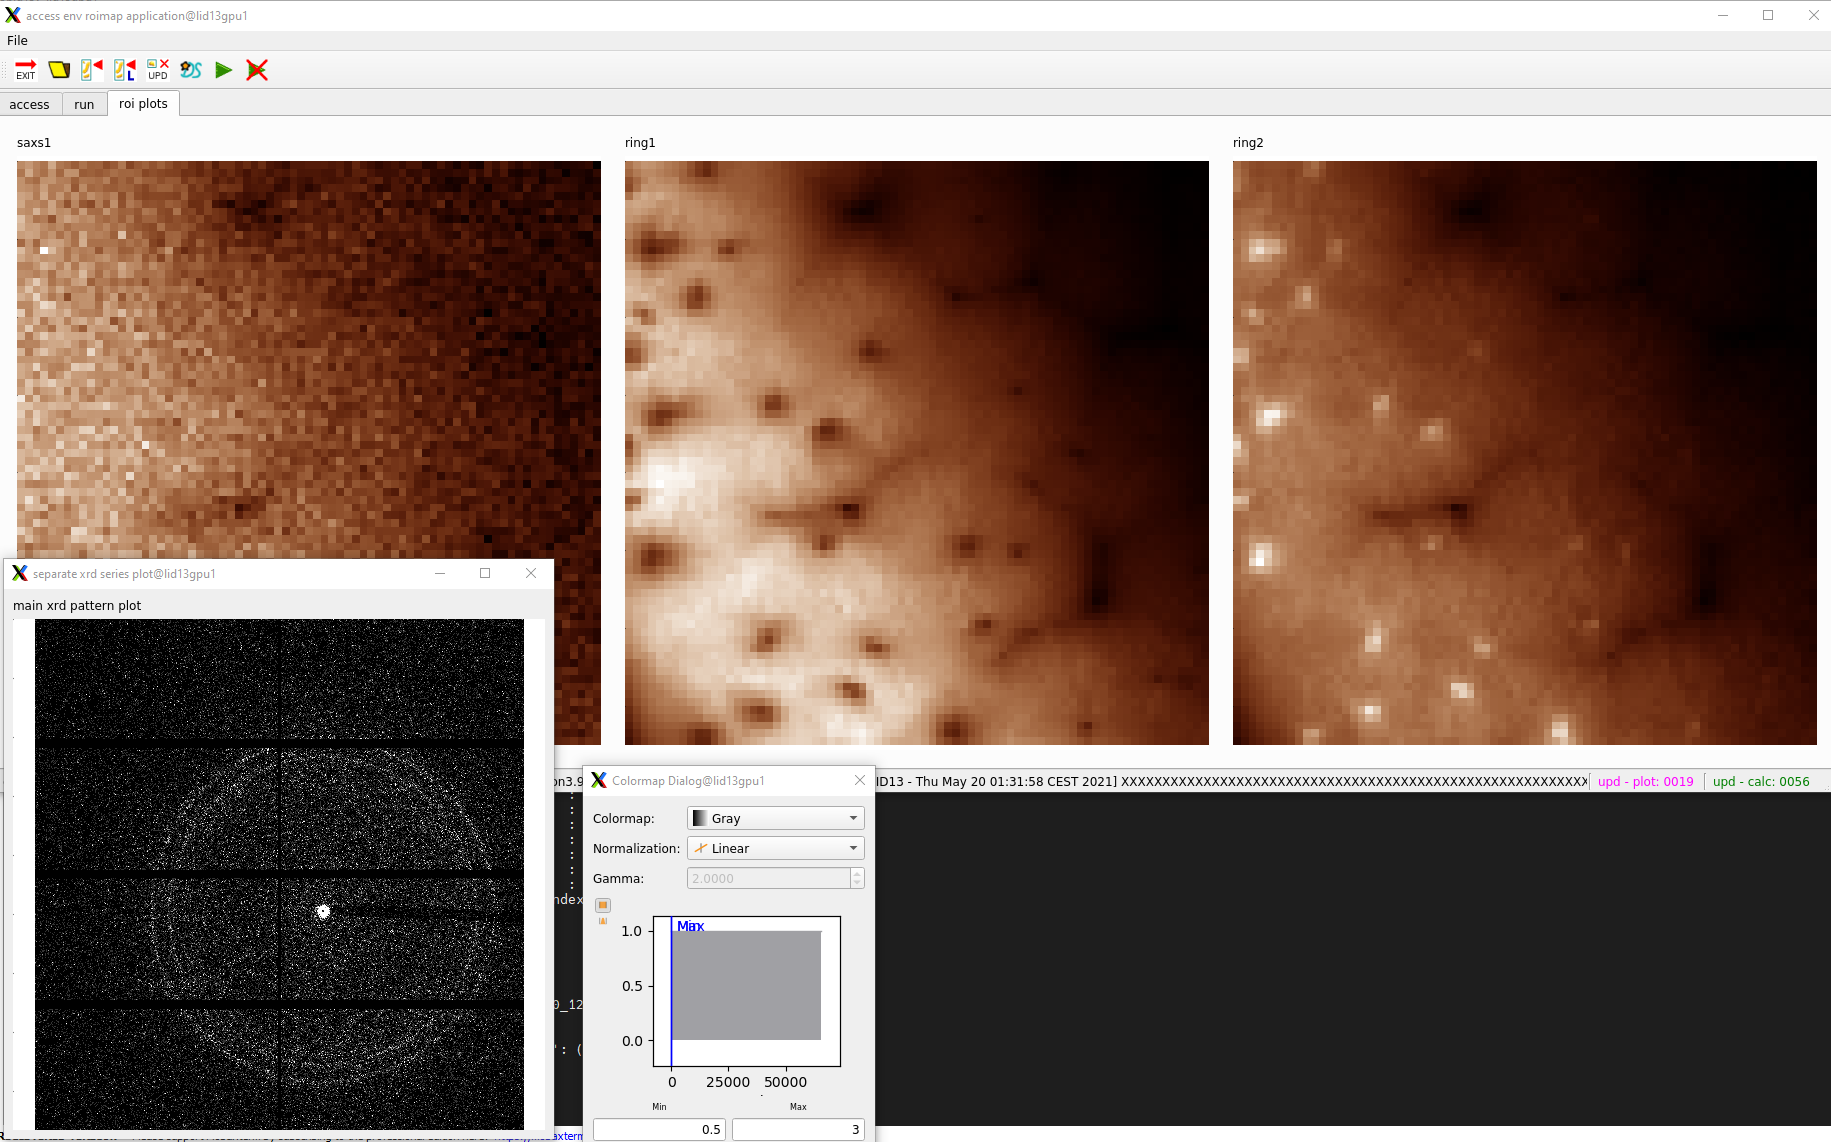 access env roimap application@lid13gpu1
File
EXIT
L
UPD
access run roi plots
saxs1 ring1 ring2
separate xrd series plot@lid13gpu1
main xrd pattern plot
on3.9
ID13 - Thu May 20 01:31:58 CEST 2021] XXXXXXXXXXXXXXXXXXXXXXXXXXXXXXXXXXXXXXXXXXXXXXXXXXXXXXXXX
upd - plot: 0019 upd - calc: 0056
Colormap Dialog@lid13gpu1
Colormap: Gray
Normalization: Linear
Gamma: 2.0000
ndex
Max
1.0
0.5
0.0
0_12
': (
0 25000 50000
Min Max
0.5 3